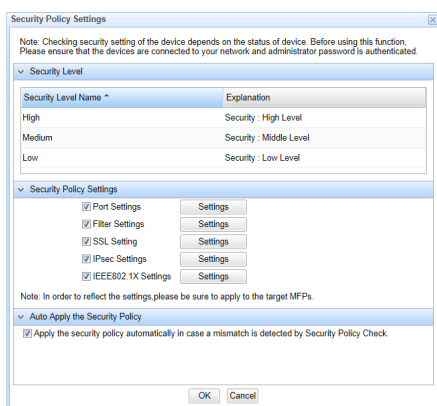 Security Policy Settings
Note: Checking security setting of the device depends on the status of device. Before using this function,
Please ensure that the devices are connected to your network and administrator password is authenticated.
Security Level
Security Level Name Explanation
High Security : High Level
Medium Security : Middle Level
Low Security : Low Level
Security Policy Settings
Port Settings Settings
Filter Settings Settings
SSL Setting Settings
IPsec Settings Settings
IEEE802.1X Settings Settings
Note: In order to reflect the settings,please be sure to apply to the target MFPs.
Auto Apply the Security Policy
Apply the security policy automatically in case a mismatch is detected by Security Policy Check.
OK Cancel